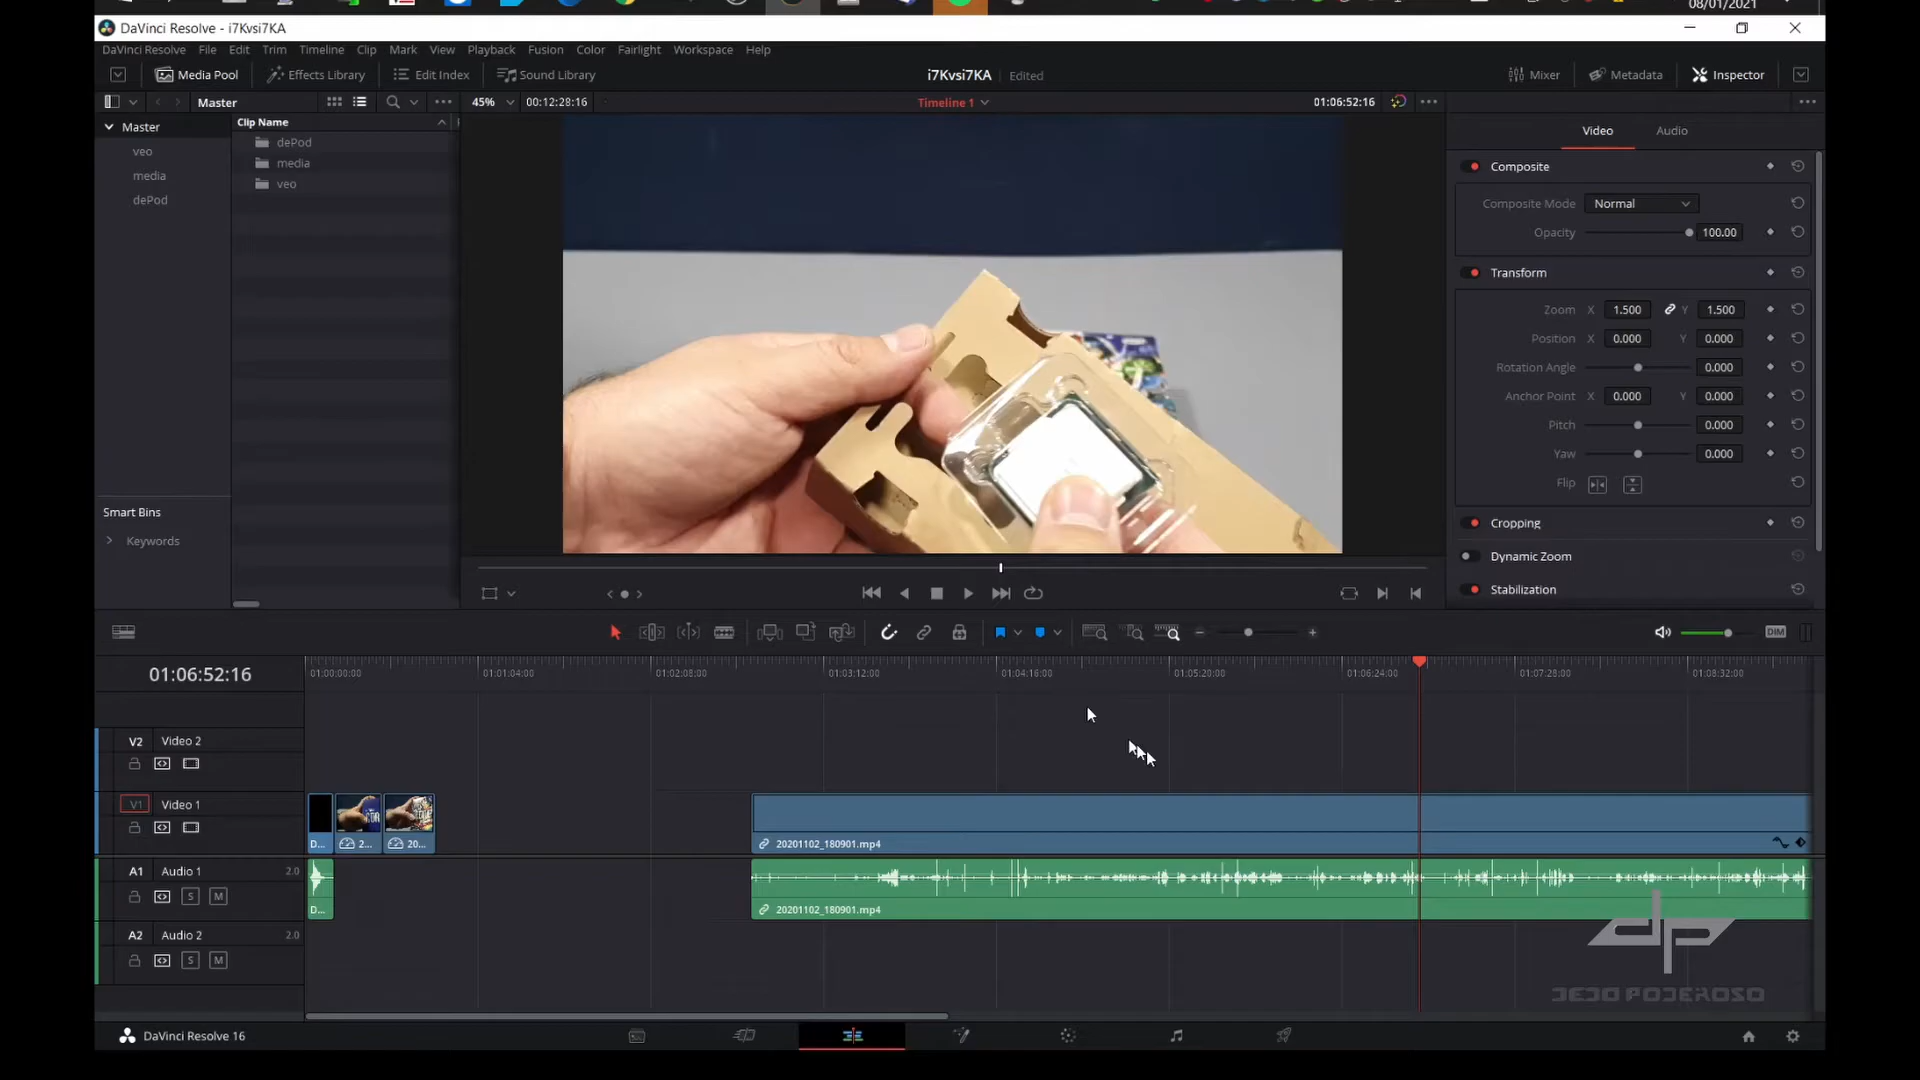 08/01/2021
DaVinci Resolve - i7Kvsi7KA
DaVinci Resolve File Edit Trim Timeline Clip Mark View Playback Fusion Color Fairlight Workspace Help
Media Pool Effects Library Edit Index Sound Library i7Kvsi7KA Edited Mixer Metadata Inspector
Master 45% 00:12:28:16 Timeline 1 01:06:52:16
Master Clip Name
veo
media
dePod
dePod
media
veo
Smart Bins
Keywords
Video Audio
Composite
Composite Mode Normal
Opacity 100.00
Transform
Zoom X 1.500 Y 1.500
Position X 0.000 Y 0.000
Rotation Angle 0.000
Anchor Point X 0.000 Y 0.000
Pitch 0.000
Yaw 0.000
Flip
Cropping
Dynamic Zoom
Stabilization
DIM
01:06:52:16 01:00:00:00 01:01:04:00 01:02:08:00 01:03:12:00 01:04:16:00 01:05:20:00 01:06:24:00 01:07:28:00 01:08:32:00
V2 Video 2
V1 Video 1
D... 2... 20... 20201102_180901.mp4
A1 Audio 1 2.0
S M
D... 20201102_180901.mp4
A2 Audio 2 2.0
S M
dp
DEDO PODEROSO
DaVinci Resolve 16